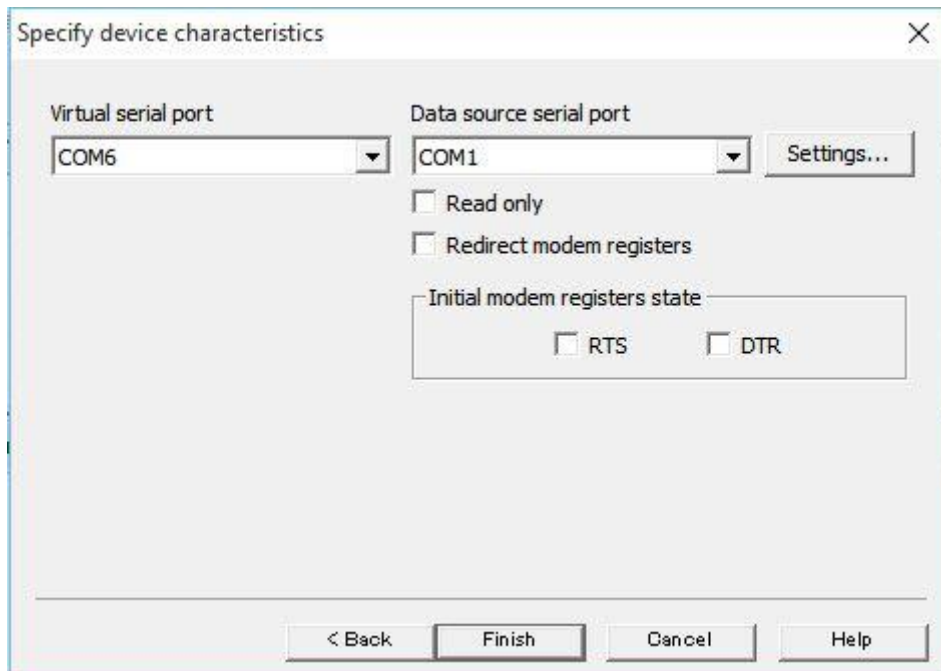 Specify device characteristics
Virtual serial port
Data source serial port
COM6
COM1
Settings...
Read only
Redirect modem registers
Initial modem registers state
RTS
DTR
< Back
Finish
Cancel
Help